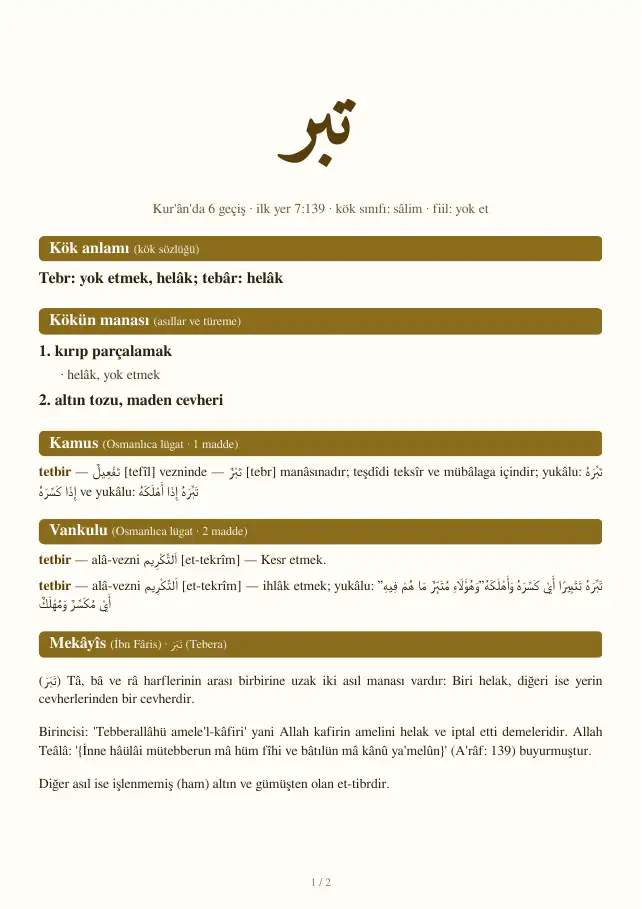 تبر
Kur'ân'da 6 geçiş · ilk yer 7:139 · kök sınıfı: sâlim · fiil: yok et
Kök anlamı (kök sözlüğü)
Tebr: yok etmek, helâk; tebâr: helâk
Kökün manası (asıllar ve türeme)
1. kırıp parçalamak
· helâk, yok etmek
2. altın tozu, maden cevheri
Kamus (Osmanlıca lügat · 1 madde)
tetbir — تَفْعِيلٌ [tefîl] vezninde — تَبْرٌ [tebr] manâsınadır; teşdîdi teksîr ve mübâlaga içindir; yukâlu: تَبَّرَهُ
إِذَا كَسَّرَهُ ve yukâlu: تَبَّرَهُ إِذَا أَهْلَكَهُ
Vankulu (Osmanlıca lügat · 2 madde)
tetbir — alâ-vezni اَلتَّكْرِيم [et-tekrîm] — Kesr etmek.
tetbir — alâ-vezni اَلتَّكْرِيم [et-tekrîm] — ihlâk etmek; yukâlu: تَبَّرَهُ تَتْبِيرًا أَيْ كَسَّرَهُ وَأَهْلَكَهُ”وَهٰؤُلَاءِ مُتَبَّرٌ مَا هُمْ فِيهِ”
أَيْ مُكَسَّرٌ وَمُهْلَكٌ
Mekâyîs (İbn Fâris) · تَبَرَ (Tebera)
(تَبَرَ) Tâ, bâ ve râ harflerinin arası birbirine uzak iki asıl manası vardır: Biri helak, diğeri ise yerin
cevherlerinden bir cevherdir.
Birincisi: 'Tebberallâhü amele'l-kâfiri' yani Allah kafirin amelini helak ve iptal etti demeleridir. Allah
Teâlâ: '{İnne hâülâi mütebberun mâ hüm fîhi ve bâtılün mâ kânû ya'melûn}' (A'râf: 139) buyurmuştur.
Diğer asıl ise işlenmemiş (ham) altın ve gümüşten olan et-tibrdir.
1 / 2